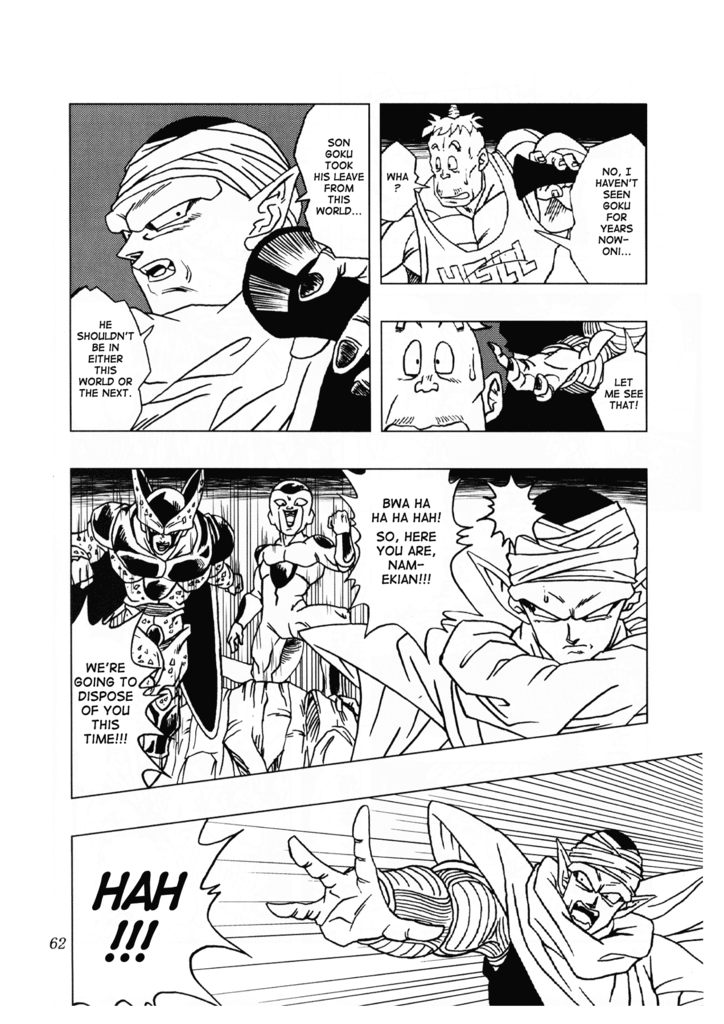 NO, I
HAVEN'T
SEEN
GOKU
FOR
YEARS
NOW-
ONI...
WHA
?
HELL
SON
GOKU
TOOK
HIS LEAVE
FROM
THIS
WORLD...
HE
SHOULDN'T
BE IN
EITHER
THIS
WORLD OR
THE NEXT.
LET
ME SEE
THAT!
BWA HA
HA HA HAH!
SO, HERE
YOU ARE,
NAM-
EKIAN!!!
WE'RE
GOING TO
DISPOSE
OF YOU
THIS
TIME!!!
HAH
!!!
62